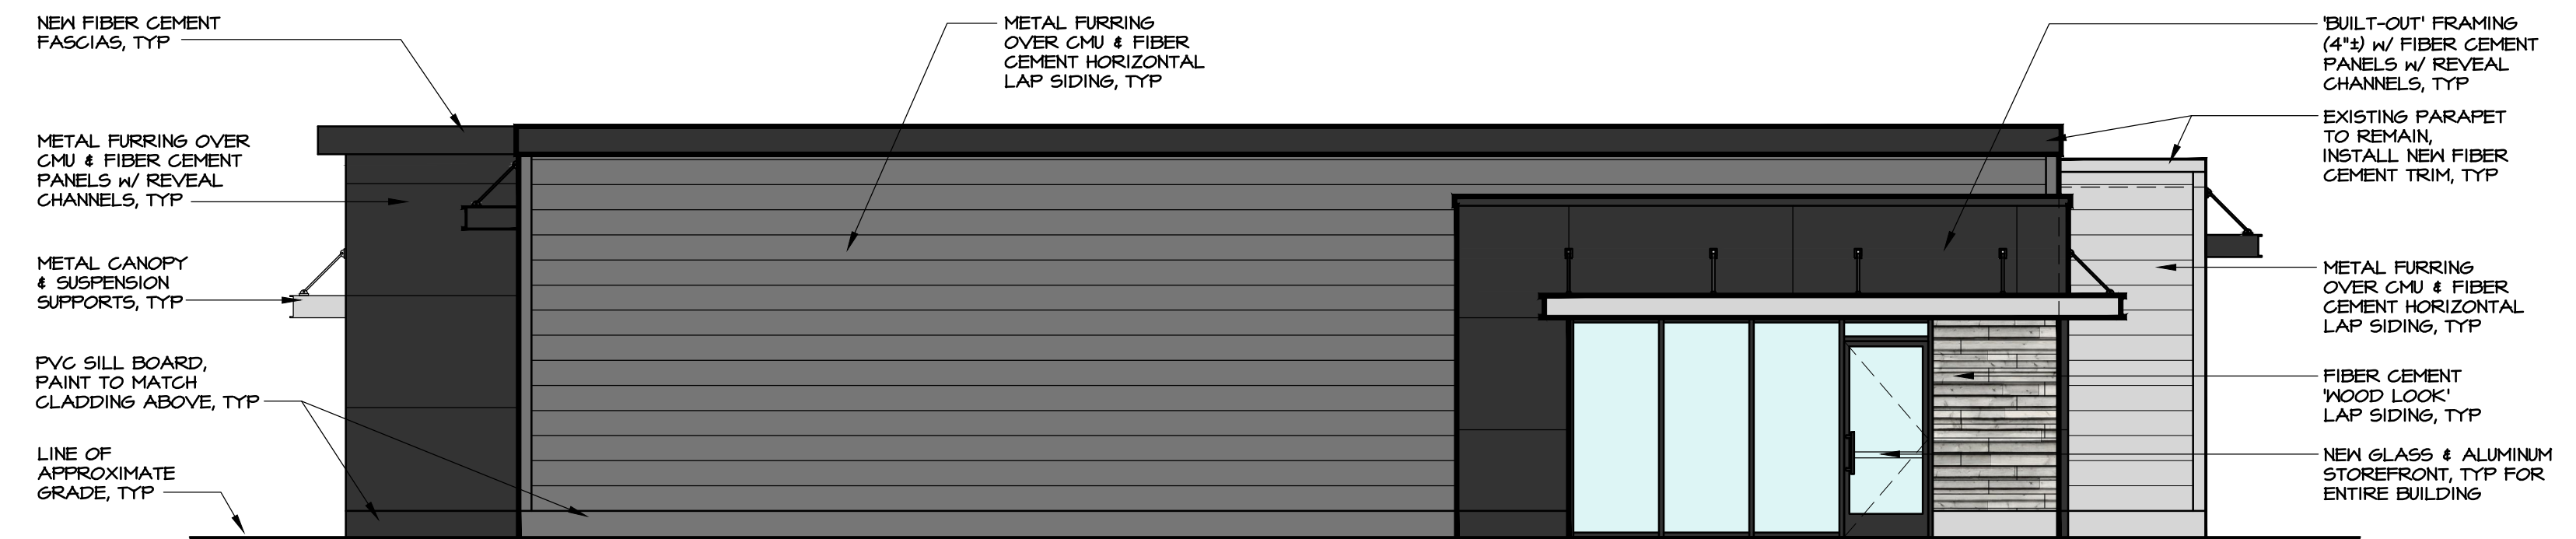 NEW FIBER CEMENT
FASCIAS, TYP
METAL FURRING OVER
CMU & FIBER CEMENT
PANELS w/ REVEAL
CHANNELS, TYP
METAL CANOPY
& SUSPENSION
SUPPORTS, TYP
PVC SILL BOARD,
PAINT TO MATCH
CLADDING ABOVE, TYP
LINE OF
APPROXIMATE
GRADE, TYP
METAL FURRING
OVER CMU & FIBER
CEMENT HORIZONTAL
LAP SIDING, TYP
'BUILT-OUT' FRAMING
(4"±) w/ FIBER CEMENT
PANELS w/ REVEAL
CHANNELS, TYP
EXISTING PARAPET
TO REMAIN,
INSTALL NEW FIBER
CEMENT TRIM, TYP
METAL FURRING
OVER CMU & FIBER
CEMENT HORIZONTAL
LAP SIDING, TYP
FIBER CEMENT
'WOOD LOOK'
LAP SIDING, TYP
NEW GLASS & ALUMINUM
STOREFRONT, TYP FOR
ENTIRE BUILDING